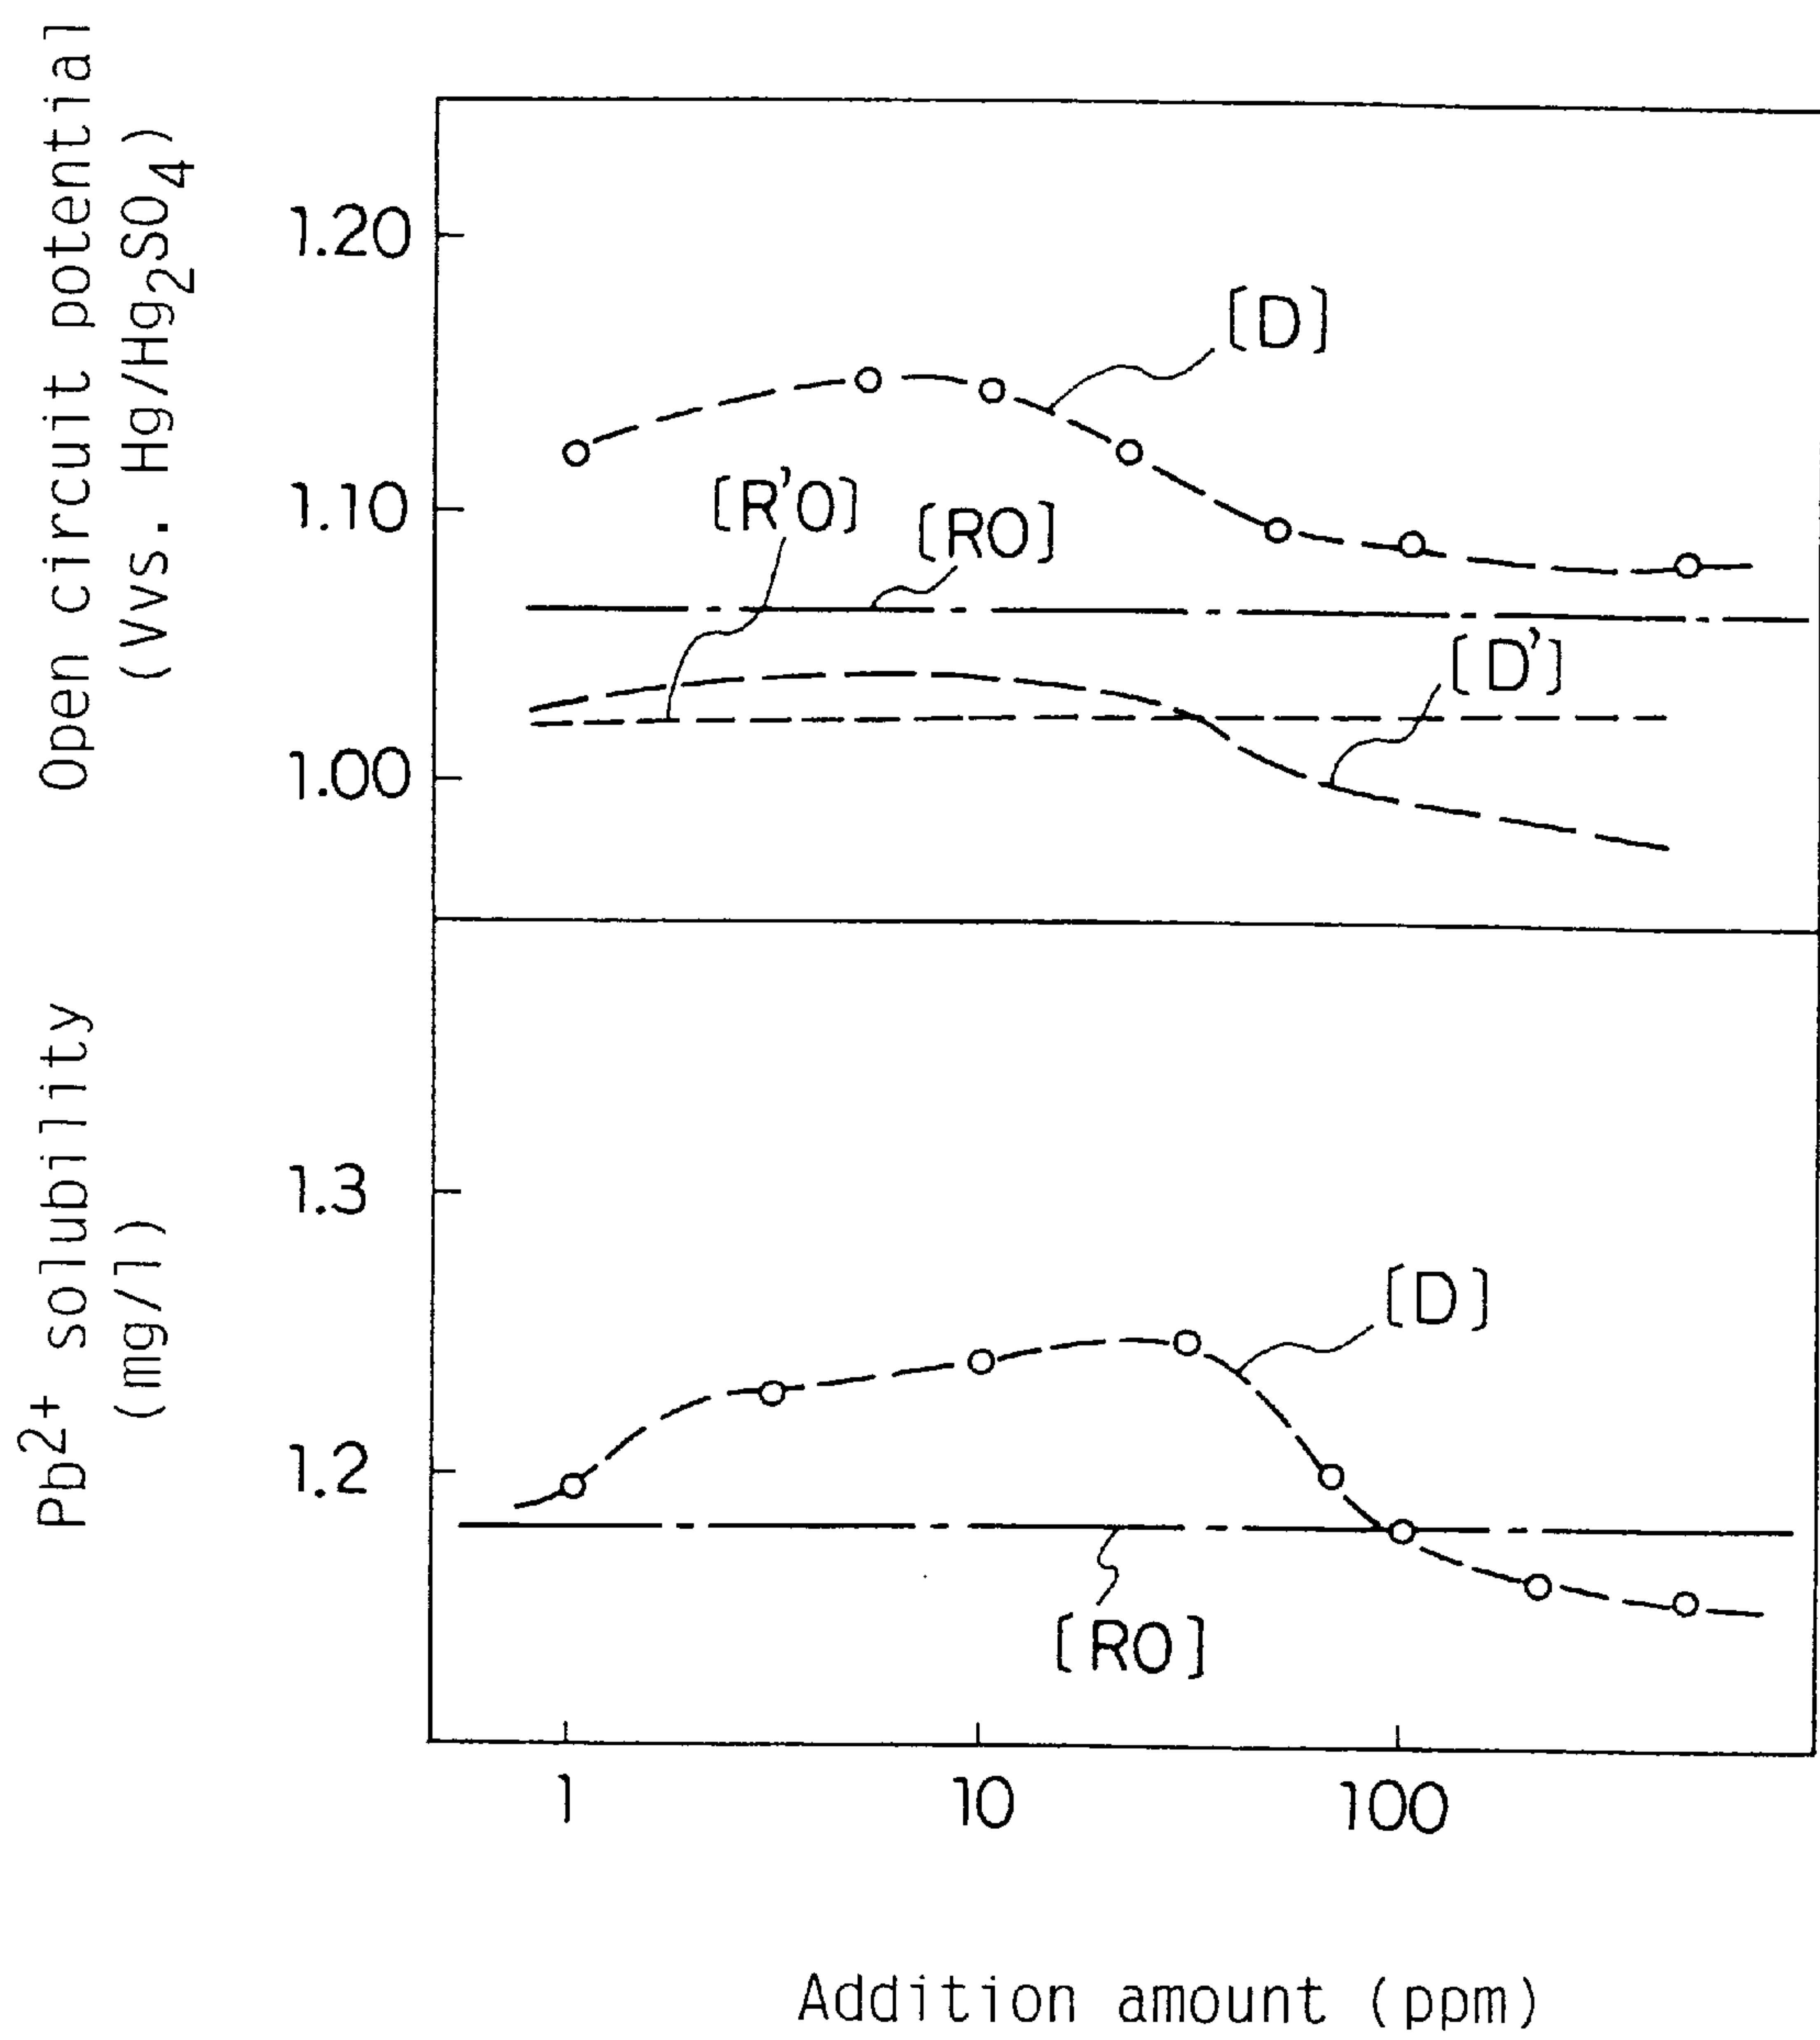 Open circuit potential
(Vvs. Hg/Hg2SO4)
1.20
[D]
1.10
[R'O]
[RO]
[D']
1.00
Pb2+ solubility
(mg/l)
1.3
[D]
1.2
[RO]
1
10
100
Addition amount (ppm)